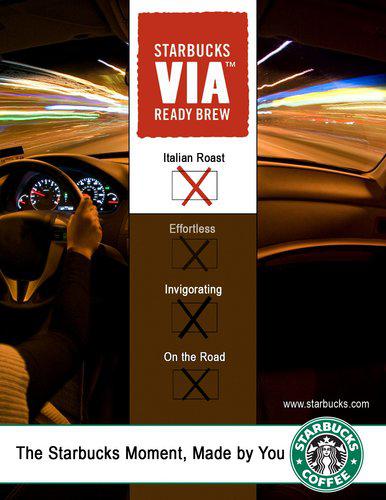 STARBUCKS
VIA™
READY BREW
Italian Roast
Effortless
Invigorating
On the Road
www.starbucks.com
The Starbucks Moment, Made by You
STARBUCKS
COFFEE